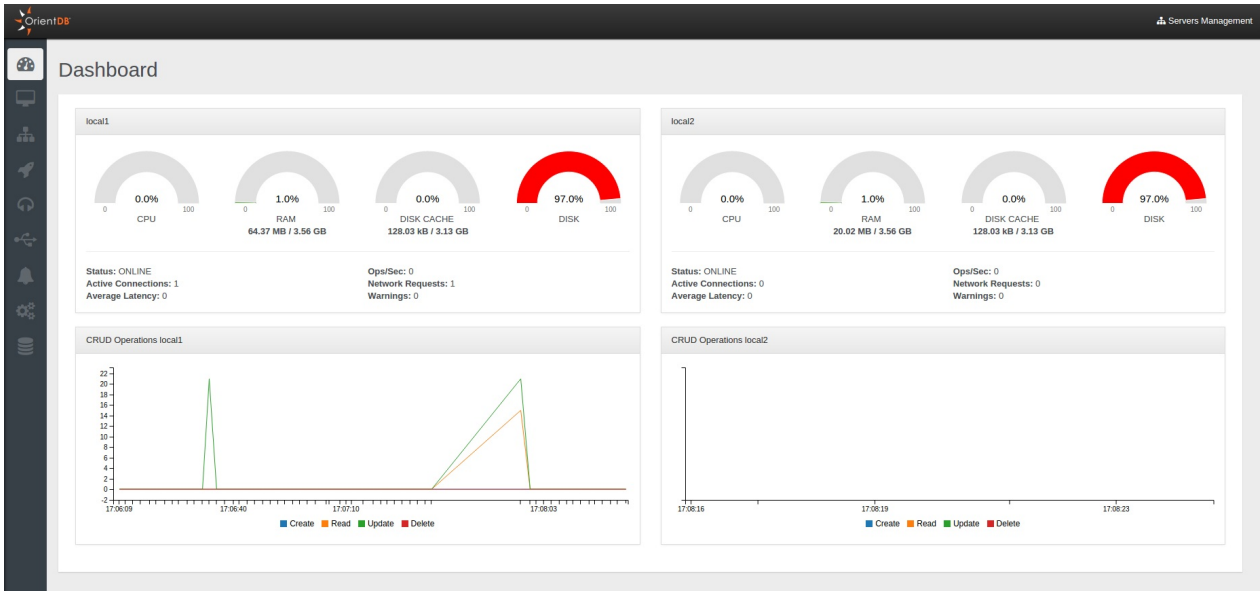 OrientDB
Servers Management
Dashboard
local1
0.0%
0 100
CPU
1.0%
0 100
RAM
64.37 MB / 3.56 GB
0.0%
0 100
DISK CACHE
128.03 kB / 3.13 GB
97.0%
0 100
DISK
Status: ONLINE
Active Connections: 1
Average Latency: 0
Ops/Sec: 0
Network Requests: 1
Warnings: 0
local2
0.0%
0 100
CPU
1.0%
0 100
RAM
20.02 MB / 3.56 GB
0.0%
0 100
DISK CACHE
128.03 kB / 3.13 GB
97.0%
0 100
DISK
Status: ONLINE
Active Connections: 0
Average Latency: 0
Ops/Sec: 0
Network Requests: 0
Warnings: 0
CRUD Operations local1
22
20
18
16
14
12
10
8
6
4
2
0
-2
17:06:09 17:06:40 17:07:10 17:08:03
Create Read Update Delete
CRUD Operations local2
17:08:16 17:08:19 17:08:23
Create Read Update Delete